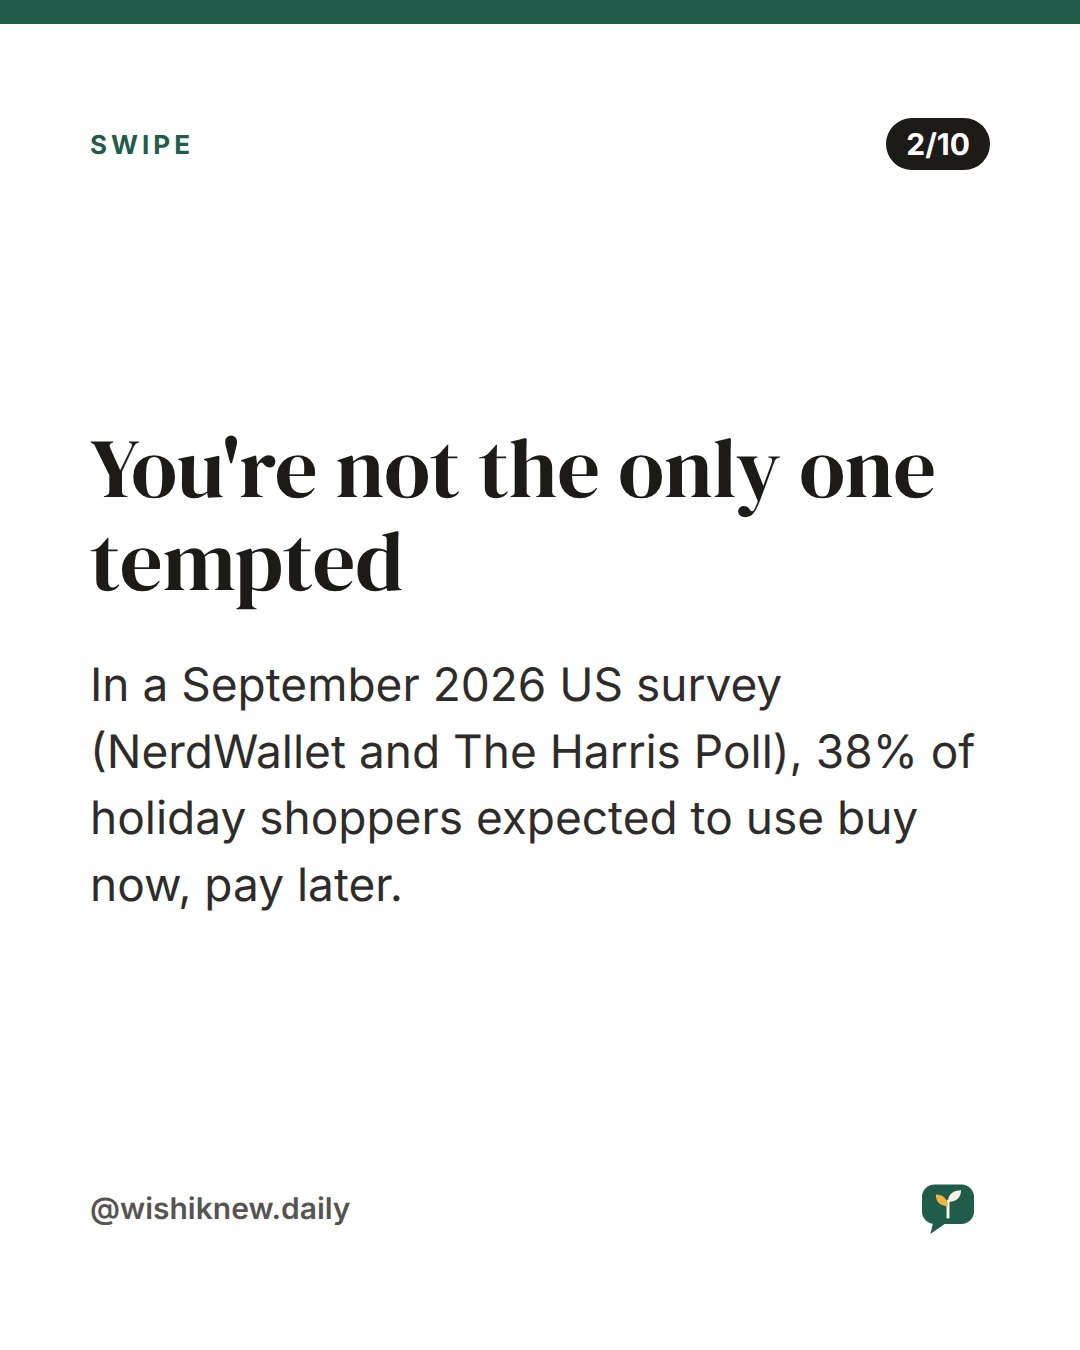 SWIPE
2/10
You're not the only one
tempted
In a September 2026 US survey
(NerdWallet and The Harris Poll), 38% of
holiday shoppers expected to use buy
now, pay later.
@wishiknew.daily